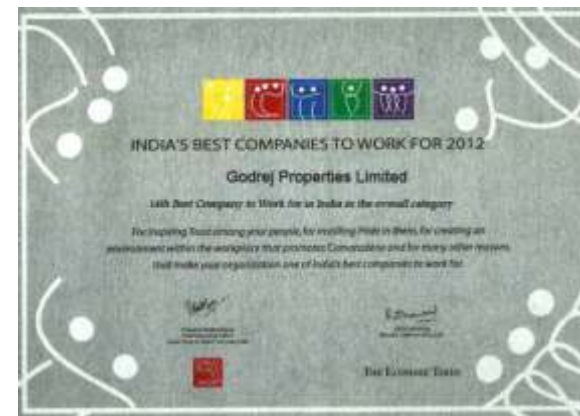 INDIA'S BEST COMPANIES TO WORK FOR 2012
Godrej Properties Limited
14th Best Company to Work for in India in the overall category
For Inspiring Trust among your people, for instilling Pride in them, for creating an
environment within the workplace that promotes Camaraderie and for many other reasons
that make your organization one of India's best companies to work for.
THE ECONOMIC TIMES